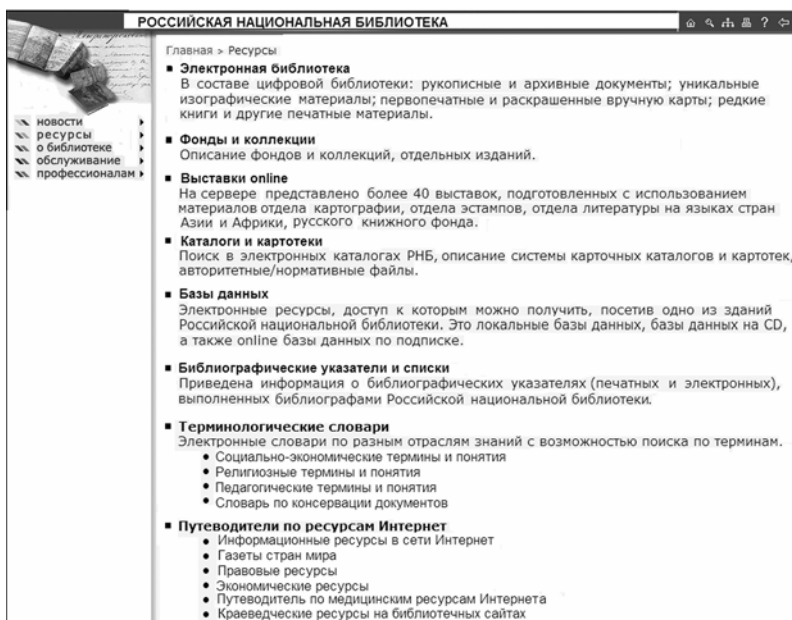 РОССИЙСКАЯ НАЦИОНАЛЬНАЯ БИБЛИОТЕКА
Главная > Ресурсы
новости
ресурсы
о библиотеке
обслуживание
профессионалам
Электронная библиотека
В составе цифровой библиотеки: рукописные и архивные документы; уникальные
изографические материалы; первопечатные и раскрашенные вручную карты; редкие
книги и другие печатные материалы.
Фонды и коллекции
Описание фондов и коллекций, отдельных изданий.
Выставки online
На сервере представлено более 40 выставок, подготовленных с использованием
материалов отдела картографии, отдела эстампов, отдела литературы на языках стран
Азии и Африки, русского книжного фонда.
Каталоги и картотеки
Поиск в электронных каталогах РНБ, описание системы карточных каталогов и картотек,
авторитетные/нормативные файлы.
Базы данных
Электронные ресурсы, доступ к которым можно получить, посетив одно из зданий
Российской национальной библиотеки. Это локальные базы данных, базы данных на CD,
а также online базы данных по подписке.
Библиографические указатели и списки
Приведена информация о библиографических указателях (печатных и электронных),
выполненных библиографами Российской национальной библиотеки.
Терминологические словари
Электронные словари по разным отраслям знаний с возможностью поиска по терминам.
Социально-экономические термины и понятия
Религиозные термины и понятия
Педагогические термины и понятия
Словарь по консервации документов
Путеводители по ресурсам Интернет
Информационные ресурсы в сети Интернет
Газеты стран мира
Правовые ресурсы
Экономические ресурсы
Путеводитель по медицинским ресурсам Интернета
Краеведческие ресурсы на библиотечных сайтах